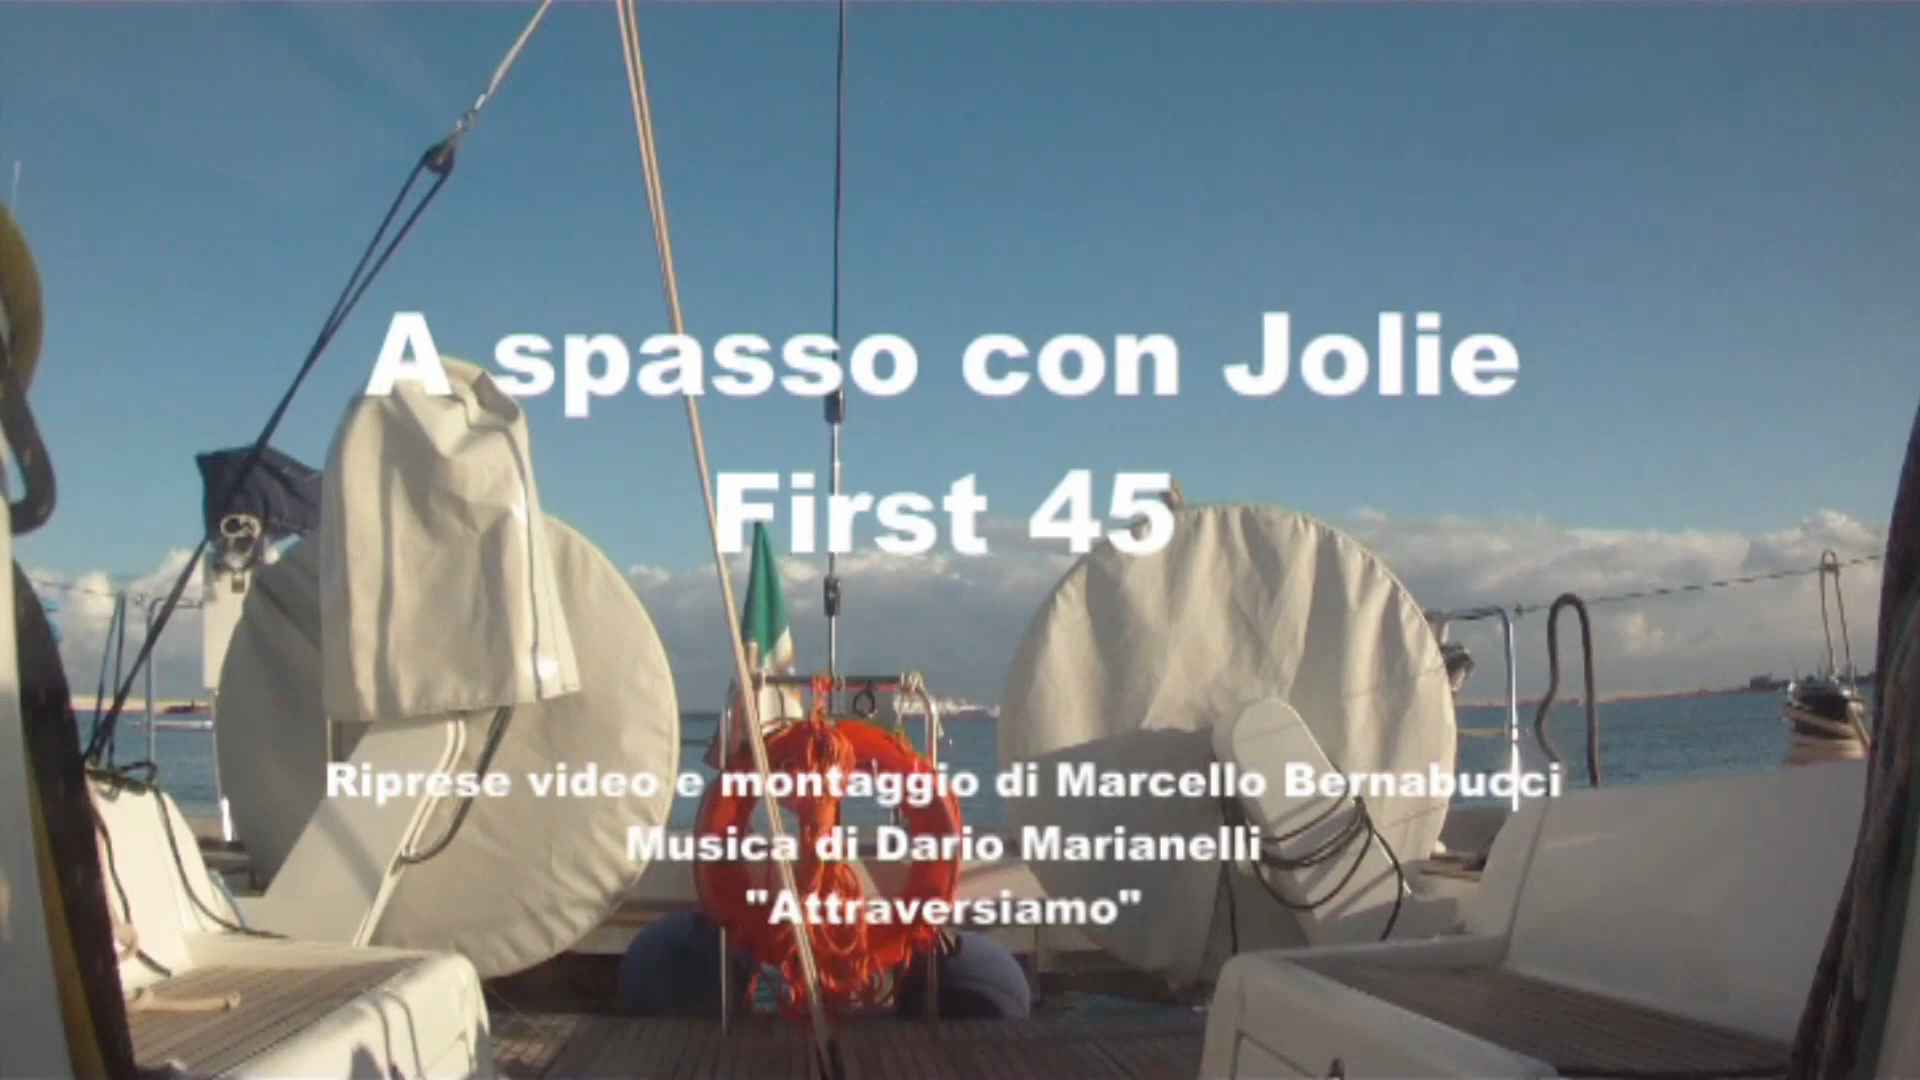 A spasso con Jolie
First 45
Riprese video e montaggio di Marcello Bernabucci
Musica di Dario Marianelli
"Attraversiamo"